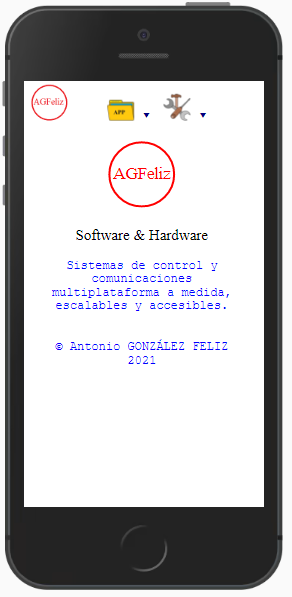 AGFeliz
APP
AGFeliz
Software & Hardware
Sistemas de control y
comunicaciones
multiplataforma a medida,
escalables y accesibles.
© Antonio GONZÁLEZ FELIZ
2021